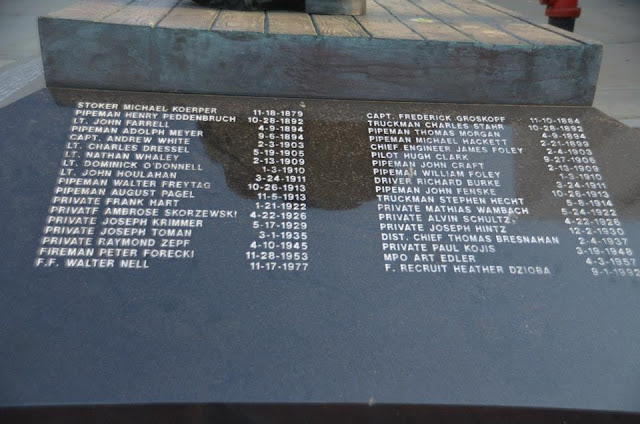 STOKER MICHAEL KOERPER 11-18-1879
PIPEMAN HENRY PEDDENBRUCH 10-28-1892
LT. JOHN FARRELL 4-9-1894
PIPEMAN ADOLPH MEYER 9-6-1894
CAPT. ANDREW WHITE 2-3-1903
LT. CHARLES DRESSEL 5-19-1905
LT. NATHAN WHALEY 2-13-1909
LT. DOMINICK O'DONNELL 1-3-1910
LT. JOHN HOULAHAN 3-24-1911
PIPEMAN WALTER FREYTAG 10-26-1913
PIPEMAN AUGUST PAGEL 5-11-1913
PRIVATE FRANK HART 1-21-1922
PRIVATE AMBROSE SKORZEWSKI 4-22-1926
PRIVATE JOSEPH KRIMMER 5-17-1929
PRIVATE JOSEPH TOMAN 3-1-1935
PRIVATE RAYMOND ZEPF 4-10-1945
FIREMAN PETER FORECKI 11-28-1953
F.F. WALTER NELL 11-17-1977
CAPT. FREDERICK GROSKOPF 11-10-1884
TRUCKMAN CHARLES STAHR 10-28-1892
PIPEMAN THOMAS MORGAN 4-9-1894
PIPEMAN MICHAEL HACKETT 2-21-1899
CHIEF ENGINEER JAMES FOLEY 2-4-1903
PILOT HUGH CLARK 9-27-1905
PIPEMAN JOHN CRAFT 2-13-1909
PIPEMAN WILLIAM FOLEY 1-3-1910
DRIVER RICHARD BURKE 3-24-1913
PIPEMAN JOHN FENSKE 10-26-1913
TRUCKMAN STEPHEN HECHT 5-8-1914
PRIVATE MATHIAS WAMBACH 5-24-1922
PRIVATE ALVIN SCHULTZ 4-22-1926
PRIVATE JOSEPH HINTZ 12-2-1930
DIST. CHIEF THOMAS BRESNAHAN 2-4-1937
PRIVATE PAUL KOJIS 3-19-1948
MPO ART EDLER 4-3-1957
F. RECRUIT HEATHER DZIOBA 9-1-1992